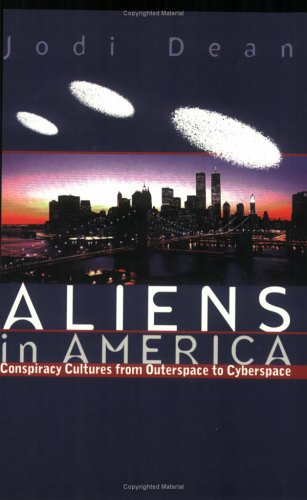 Jodi Dean
ALIENS
in AMERICA
Conspiracy Cultures from Outerspace to Cyberspace